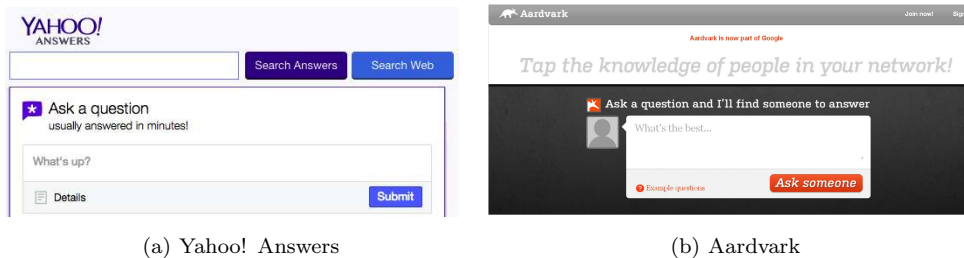 YAHOO!
ANSWERS
Search Answers
Search Web
Ask a question
usually answered in minutes!
What's up?
Details
Submit
(a) Yahoo! Answers
Aardvark
Join now!
Aardvark is now part of Google
Tap the knowledge of people in your network!
Ask a question and I'll find someone to answer
What's the best...
? Example questions
Ask someone
(b) Aardvark